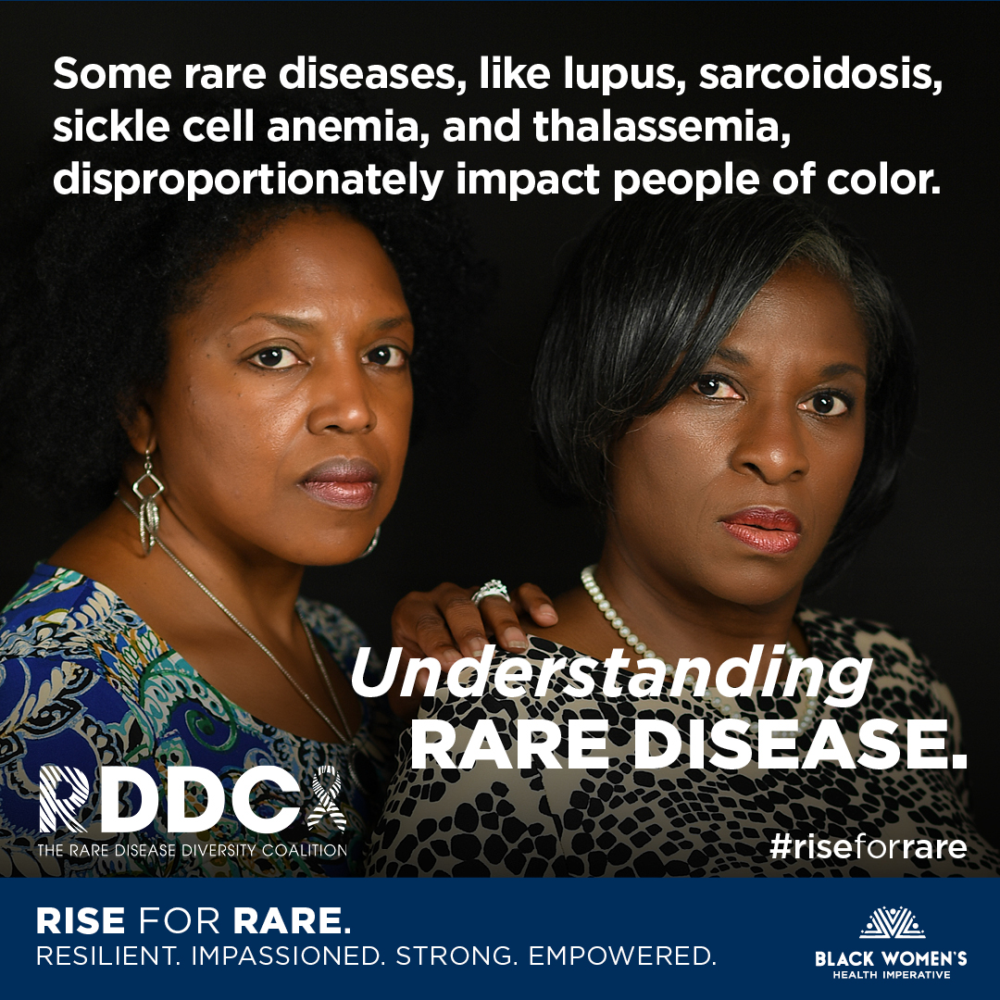 Some rare diseases, like lupus, sarcoidosis,
sickle cell anemia, and thalassemia,
disproportionately impact people of color.
Understanding
RARE DISEASE.
RDDC
THE RARE DISEASE DIVERSITY COALITION
#riseforrare
RISE FOR RARE.
RESILIENT. IMPASSIONED. STRONG. EMPOWERED.
BLACK WOMEN'S
HEALTH IMPERATIVE